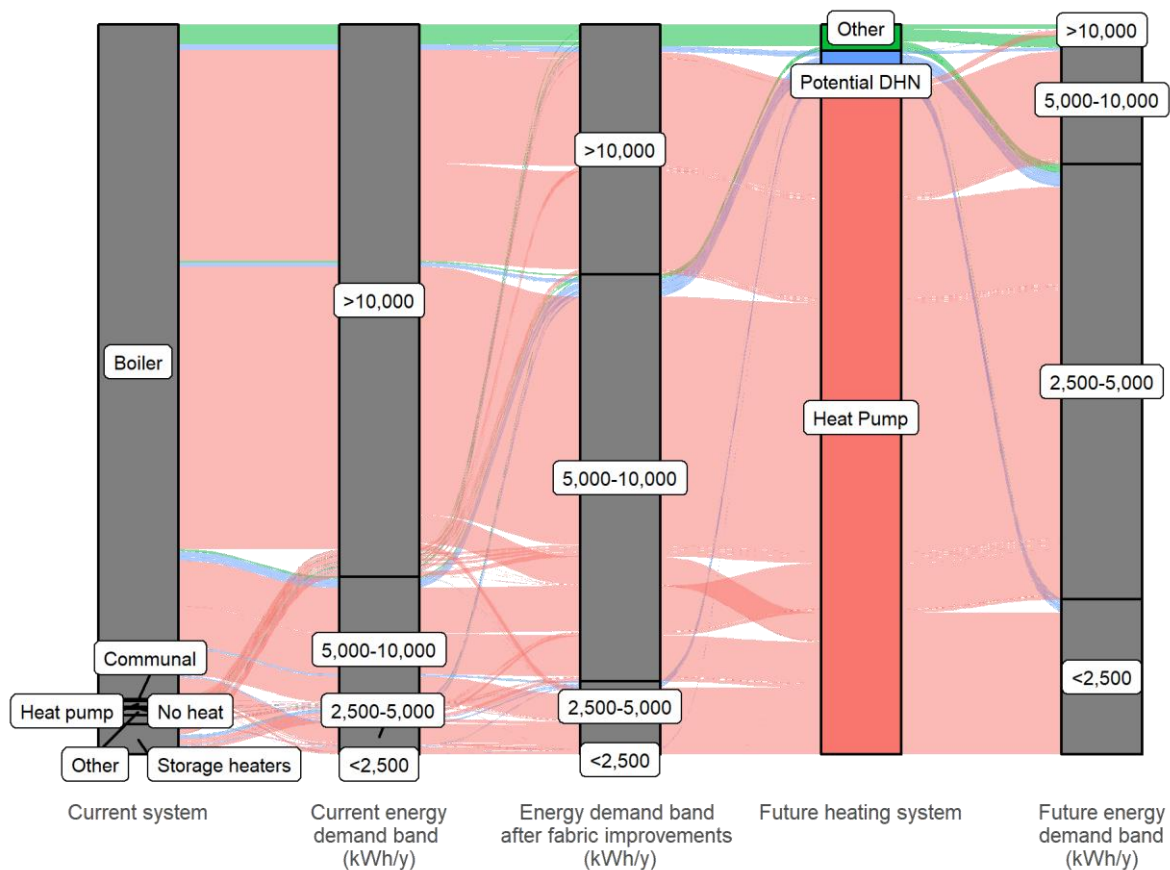 Boiler
Communal
Heat pump
No heat
Other
Storage heaters
>10,000
5,000-10,000
2,500-5,000
<2,500
>10,000
5,000-10,000
2,500-5,000
<2,500
Other
Potential DHN
Heat Pump
>10,000
5,000-10,000
2,500-5,000
<2,500
Current system
Current energy
demand band
(kWh/y)
Energy demand band
after fabric improvements
(kWh/y)
Future heating system
Future energy
demand band
(kWh/y)